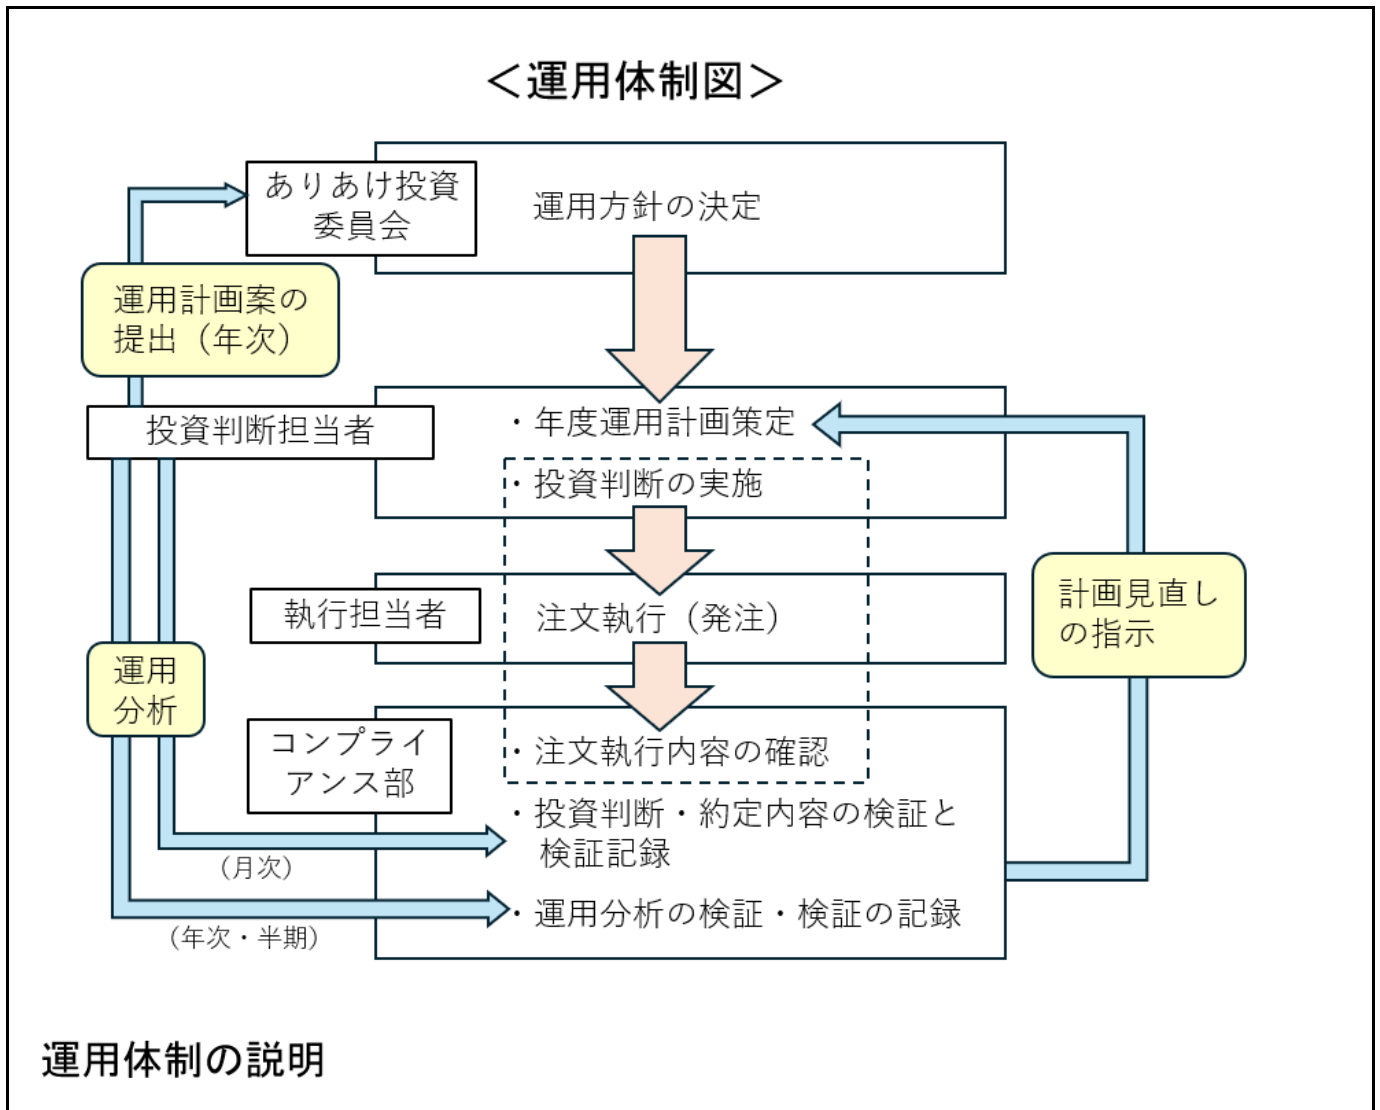 ＜運用体制図＞
ありあけ投資
委員会
運用方針の決定
運用計画案の
提出（年次）
投資判断担当者
・年度運用計画策定
・投資判断の実施
執行担当者
注文執行（発注）
計画見直し
の指示
運用
分析
コンプライ
アンス部
・注文執行内容の確認
・投資判断・約定内容の検証と
検証記録
（月次）
・運用分析の検証・検証の記録
（年次・半期）
運用体制の説明